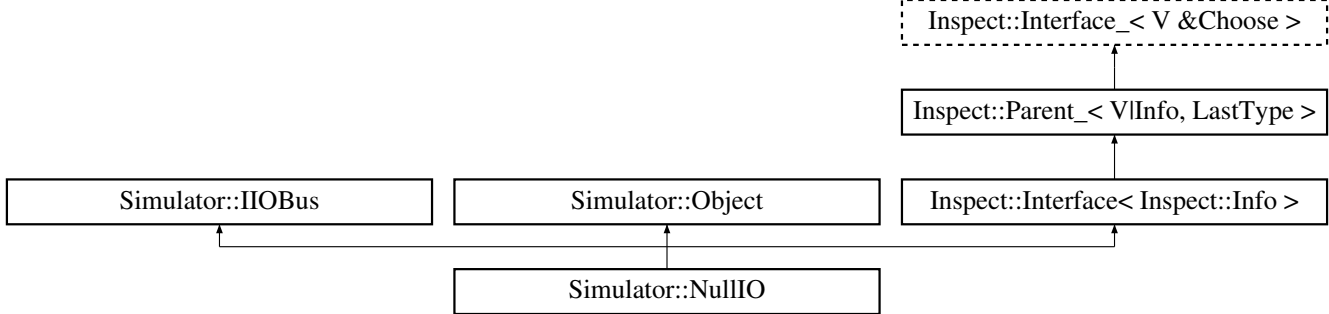 Inspect::Interface_< V &Choose >
Inspect::Parent_< V|Info, LastType >
Simulator::IIOBus
Simulator::Object
Inspect::Interface< Inspect::Info >
Simulator::NullIO